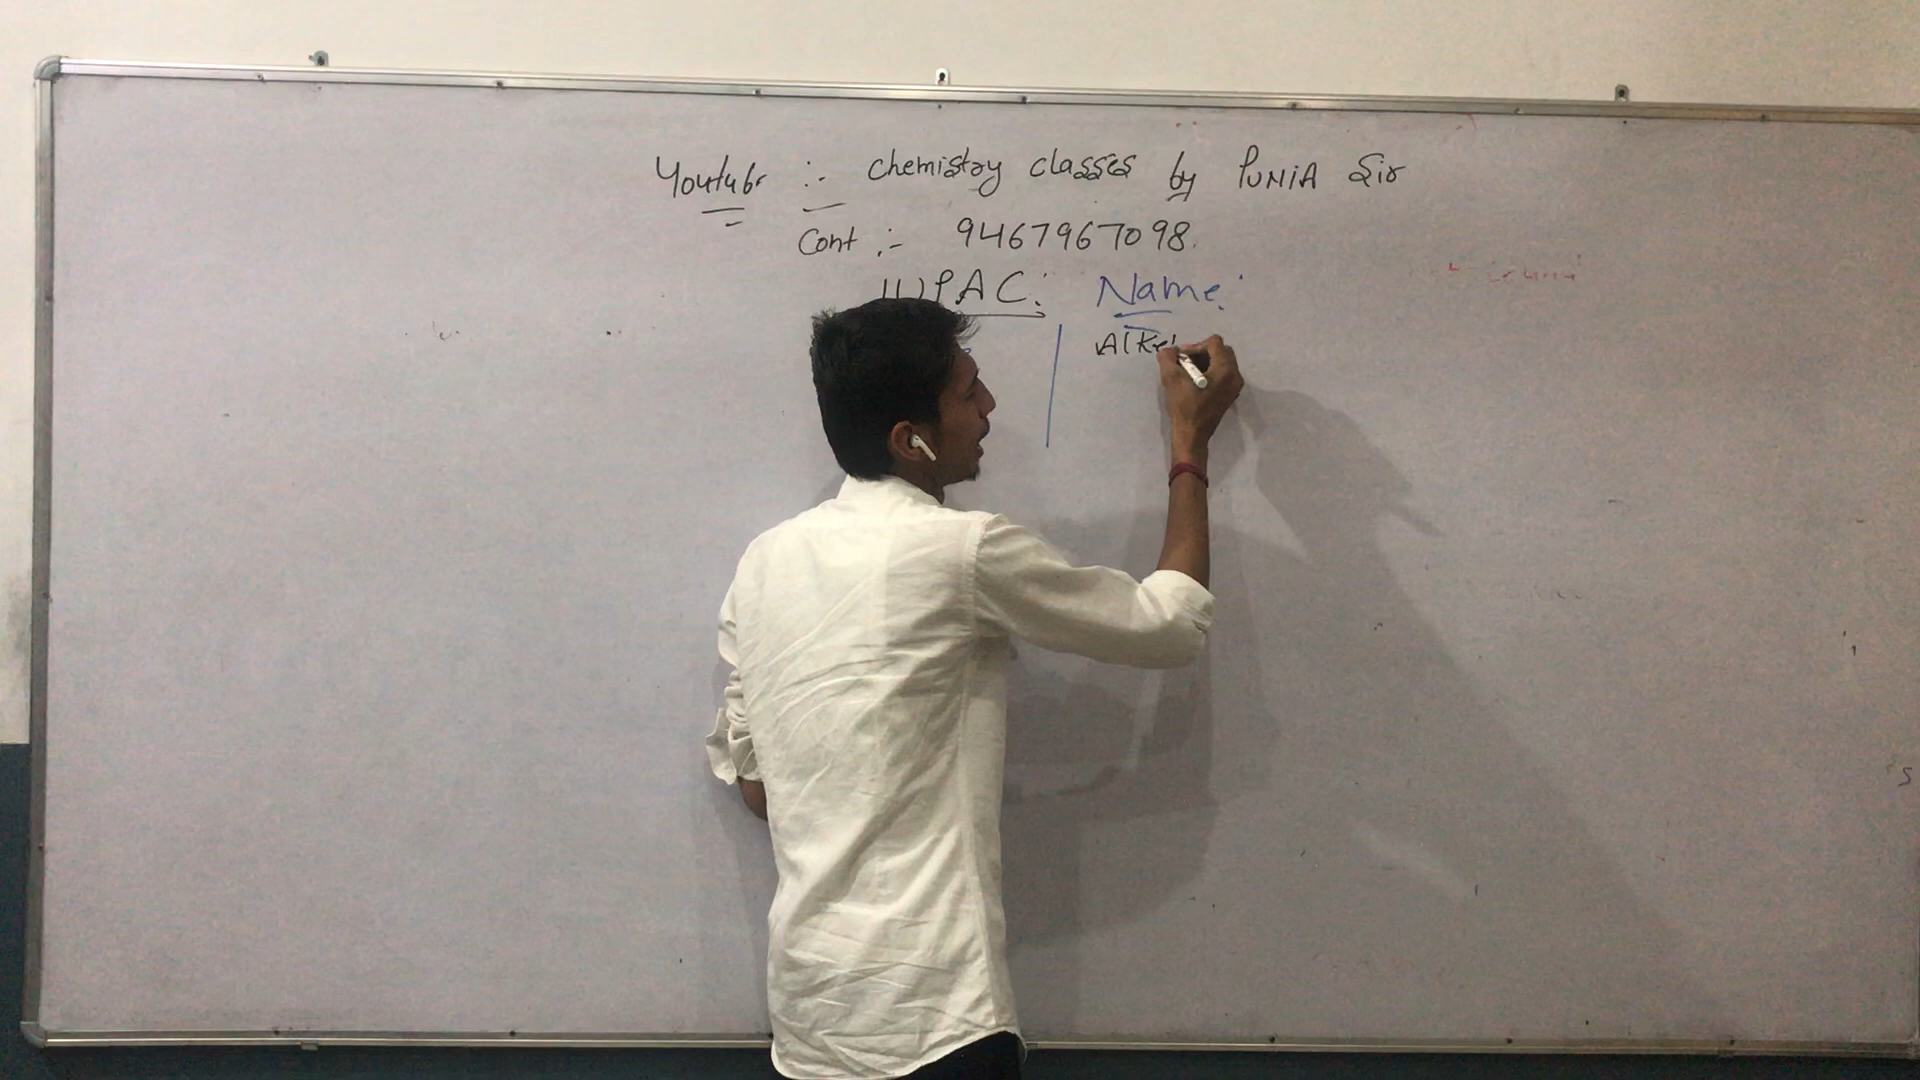 Youtube :- chemistry classes by PUNIA Sir
Cont :- 9467967098.
IUPAC: Name: